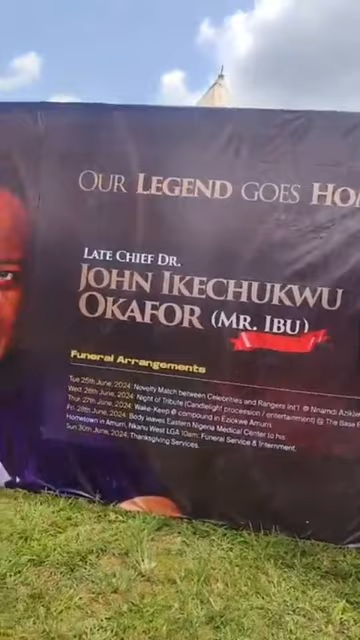 OUR LEGEND GOES HOM
LATE CHIEF DR.
JOHN IKECHUKWU
OKAFOR (MR. IBU)
Funeral Arrangements
Tue 25th June, 2024: Novelty Match between Celebrities and Rangers Int'l @ Nnamdi Azikiw
Wed. 26th June, 2024: Night of Tribute (Candlelight procession / entertainment) @ The Base
Thur. 27th June, 2024: Wake-Keep @ compound in Eziokwe Amuri.
Fri. 28th June, 2024: Body leaves Eastern Nigeria Medical Center to his
Hometown in Amurri, Nkanu West LGA 10am: Funeral Service & Internment.
Sun 30th June, 2024: Thanksgiving Services.